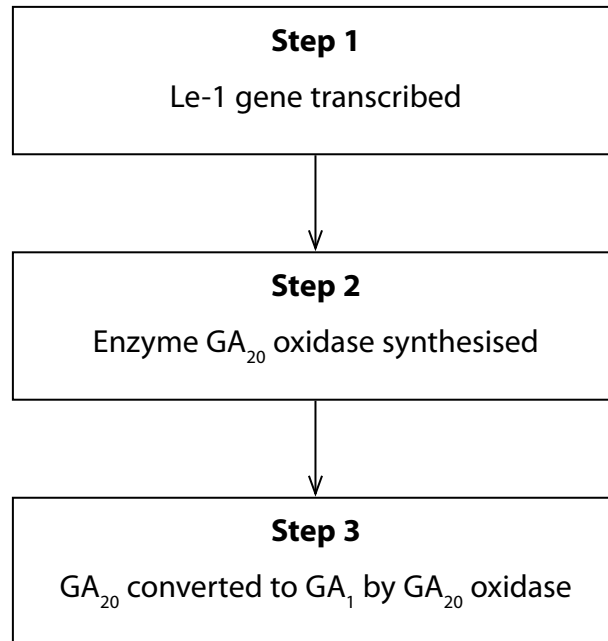 Step 1
Le-1 gene transcribed
Step 2
Enzyme GA₂₀ oxidase synthesised
Step 3
GA₂₀ converted to GA₁ by GA₂₀ oxidase